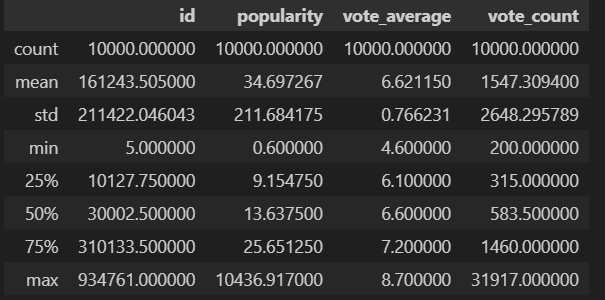 id popularity vote_average vote_count
count 10000.000000 10000.000000 10000.000000 10000.000000
mean 161243.505000 34.697267 6.621150 1547.309400
std 211422.046043 211.684175 0.766231 2648.295789
min 5.000000 0.600000 4.600000 200.000000
25% 10127.750000 9.154750 6.100000 315.000000
50% 30002.500000 13.637500 6.600000 583.500000
75% 310133.500000 25.651250 7.200000 1460.000000
max 934761.000000 10436.917000 8.700000 31917.000000